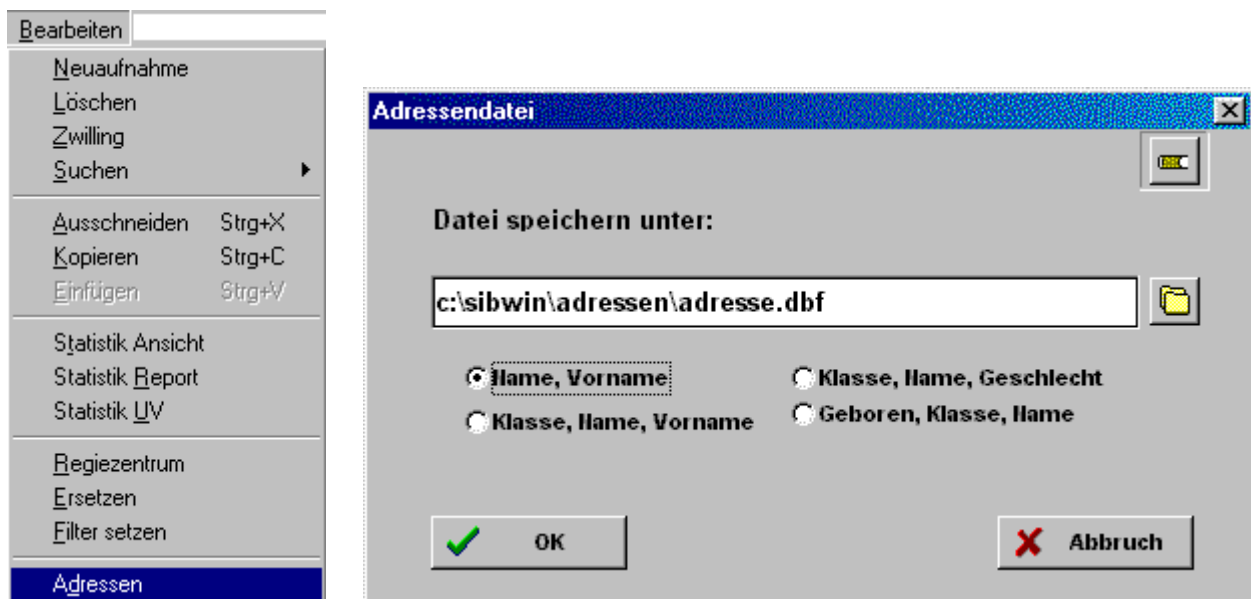 Bearbeiten
Neuaufnahme
Löschen
Zwilling
Suchen
Ausschneiden Strg+X
Kopieren Strg+C
Einfügen Strg+V
Statistik Ansicht
Statistik Report
Statistik UV
Regiezentrum
Ersetzen
Filter setzen
Adressen
Adressendatei
Datei speichern unter:
c:\sibwin\adressen\adresse.dbf
Name, Vorname
Klasse, Name, Geschlecht
Klasse, Name, Vorname
Geboren, Klasse, Name
OK
Abbruch